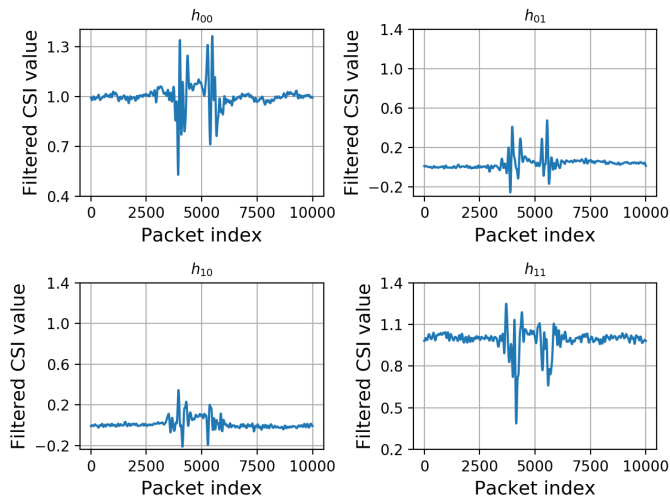 h00
Filtered CSI value
1.3
1.0
0.7
0.4
0 2500 5000 7500 10000
Packet index
h01
Filtered CSI value
1.4
1.0
0.6
0.2
−0.2
0 2500 5000 7500 10000
Packet index
h10
Filtered CSI value
1.4
1.0
0.6
0.2
−0.2
0 2500 5000 7500 10000
Packet index
h11
Filtered CSI value
1.4
1.1
0.8
0.5
0.2
0 2500 5000 7500 10000
Packet index